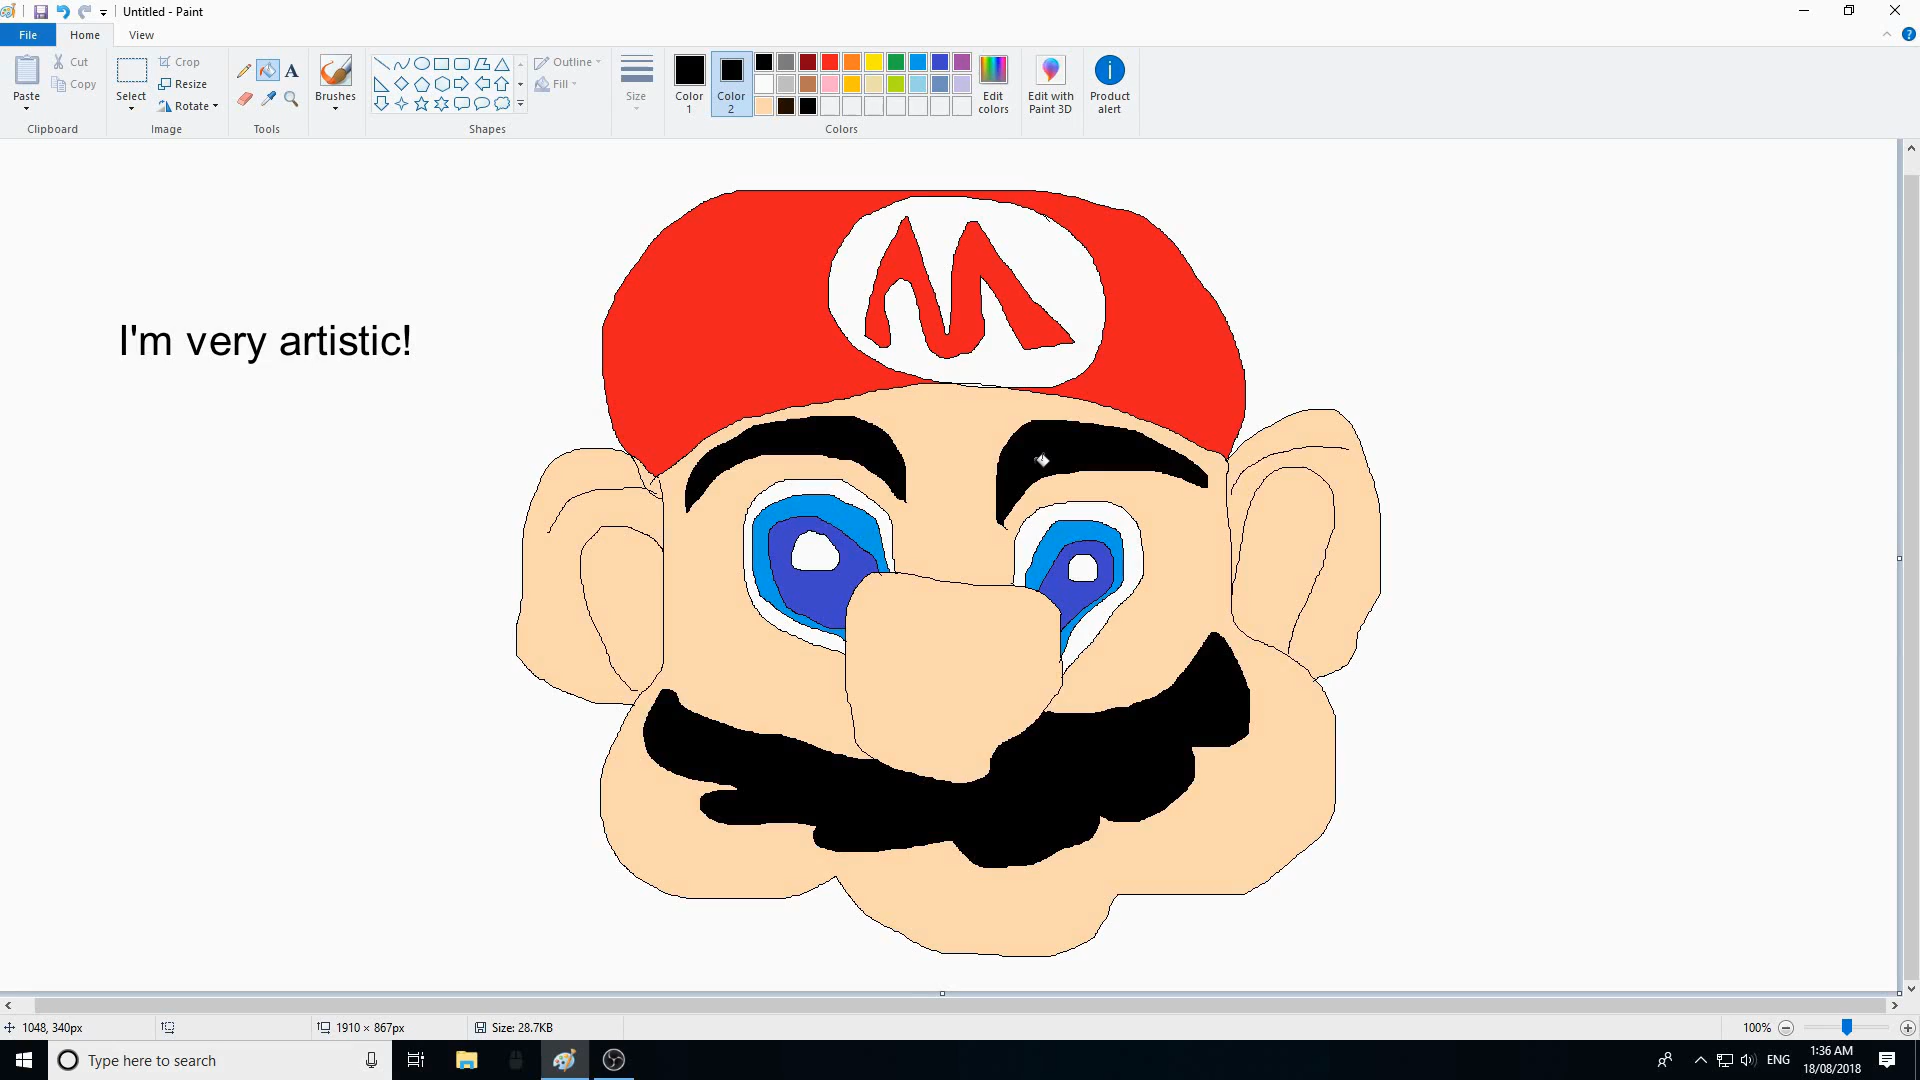 Untitled - Paint
File Home View
Paste
Cut
Copy
Clipboard
Select
Crop
Resize
Rotate
Image
A
Tools
Brushes
Shapes
Outline
Fill
Size
Color 1
Color 2
Edit colors
Colors
Edit with Paint 3D
Product alert
I'm very artistic!
M
1048, 340px
1910 × 867px
Size: 28.7KB
100%
Type here to search
ENG
1:36 AM
18/08/2018